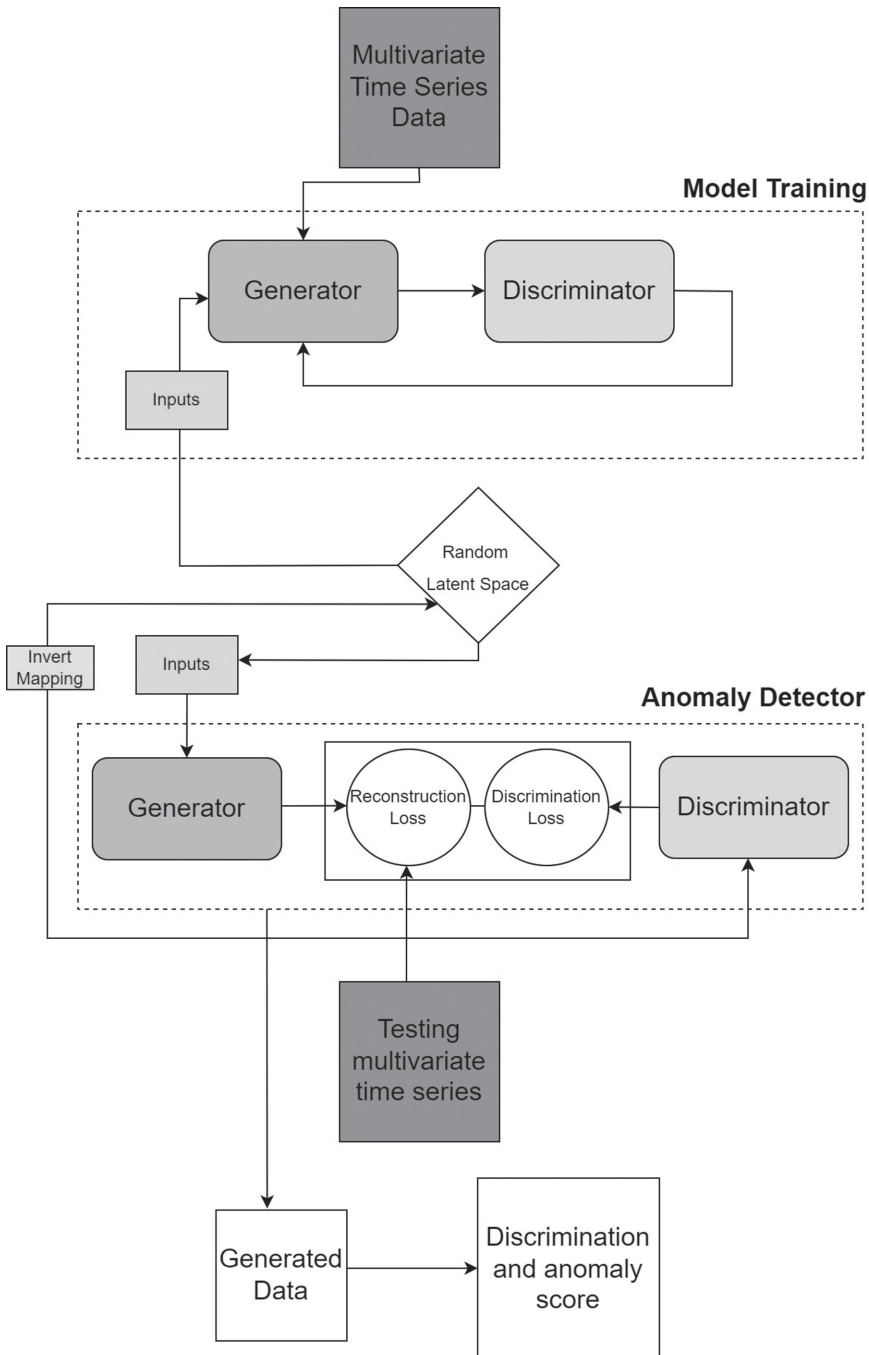 Multivariate
Time Series
Data
Model Training
Generator
Discriminator
Inputs
Random
Latent Space
Invert
Mapping
Inputs
Anomaly Detector
Generator
Reconstruction
Loss
Discrimination
Loss
Discriminator
Testing
multivariate
time series
Generated
Data
Discrimination
and anomaly
score